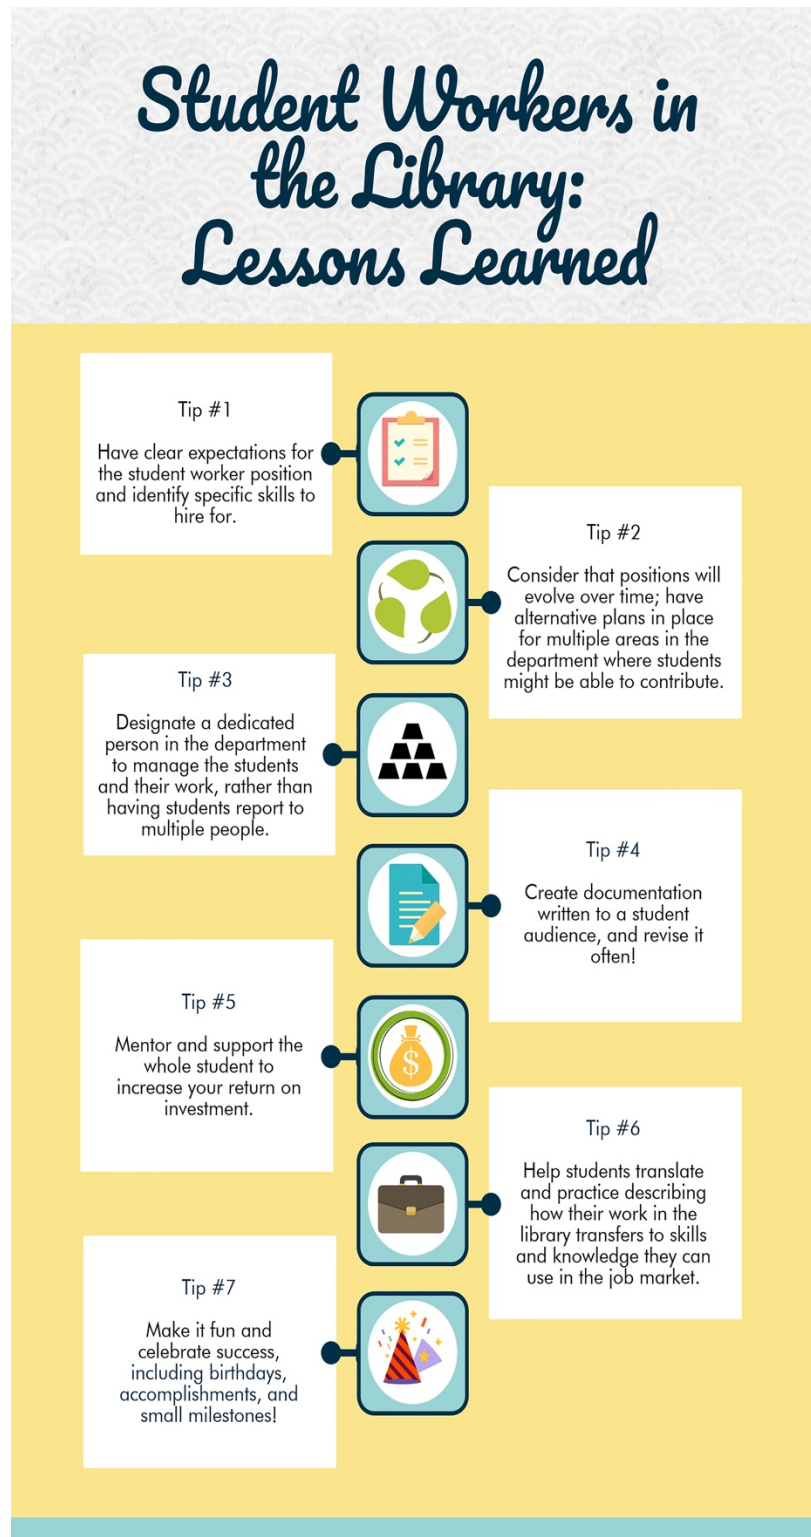 Student Workers in
the Library:
Lessons Learned
Tip #1
Have clear expectations for
the student worker position
and identify specific skills to
hire for.
Tip #2
Consider that positions will
evolve over time; have
alternative plans in place
for multiple areas in the
department where students
might be able to contribute.
Tip #3
Designate a dedicated
person in the department
to manage the students
and their work, rather than
having students report to
multiple people.
Tip #4
Create documentation
written to a student
audience, and revise it
often!
Tip #5
Mentor and support the
whole student to
increase your return on
investment.
Tip #6
Help students translate
and practice describing
how their work in the
library transfers to skills
and knowledge they can
use in the job market.
Tip #7
Make it fun and
celebrate success,
including birthdays,
accomplishments, and
small milestones!